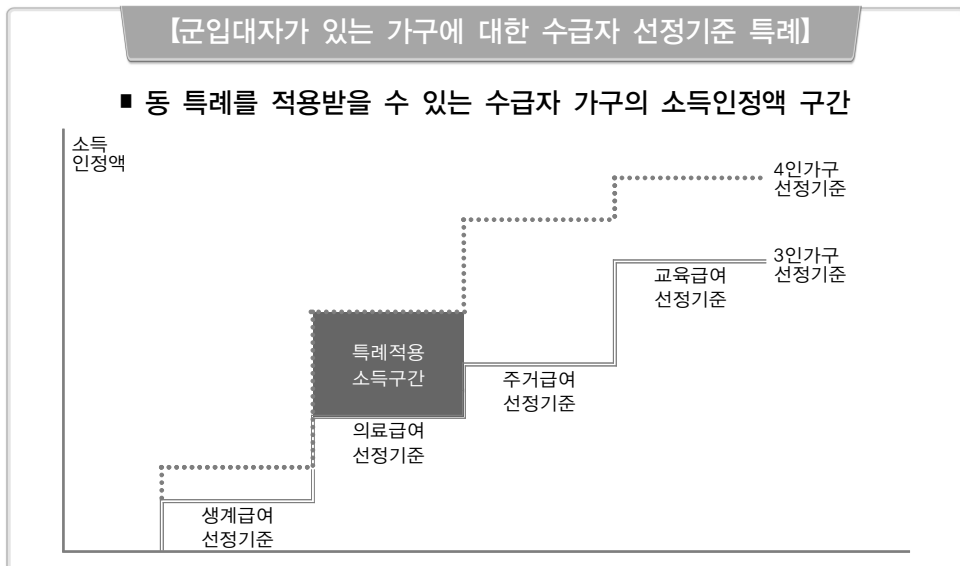 【군입대자가 있는 가구에 대한 수급자 선정기준 특례】
■ 동 특례를 적용받을 수 있는 수급자 가구의 소득인정액 구간
소득
인정액
4인가구
선정기준
3인가구
선정기준
교육급여
선정기준
특례적용
소득구간
주거급여
선정기준
의료급여
선정기준
생계급여
선정기준